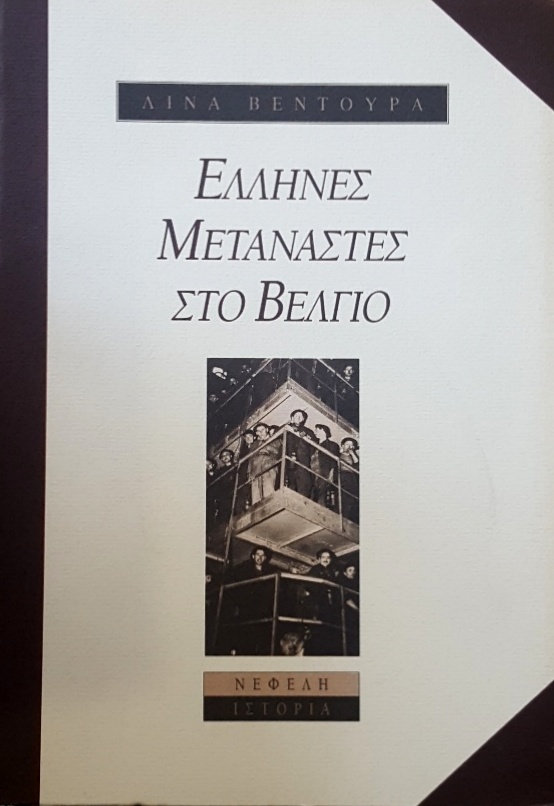 ΛΙΝΑ ΒΕΝΤΟΥΡΑ
ΕΛΛΗΝΕΣ
ΜΕΤΑΝΑΣΤΕΣ
ΣΤΟ ΒΕΛΓΙΟ
ΝΕΦΕΛΗ
ΙΣΤΟΡΙΑ